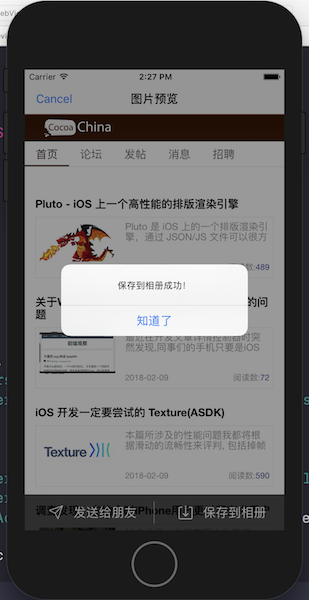 Carrier
2:27 PM
Cancel
图片预览
Cocoa China
首页 论坛 发帖 消息 招聘
Pluto - iOS 上一个高性能的排版渲染引擎
Pluto 是 iOS 上的一个排版渲染引
擎，通过 JSON/JS 文件可以很方
:489
保存到相册成功！
知道了
关于
的问
题
前端观察
最近在开发文章详情控制器时突
然发现,同事们的手机只要是iOS
2018-02-09
阅读数:72
iOS 开发一定要尝试的 Texture(ASDK)
Texture
本篇所涉及的性能问题我都将根
据滑动的流畅性来评判, 包括掉帧
2018-02-09
阅读数:590
发送给朋友
保存到相册